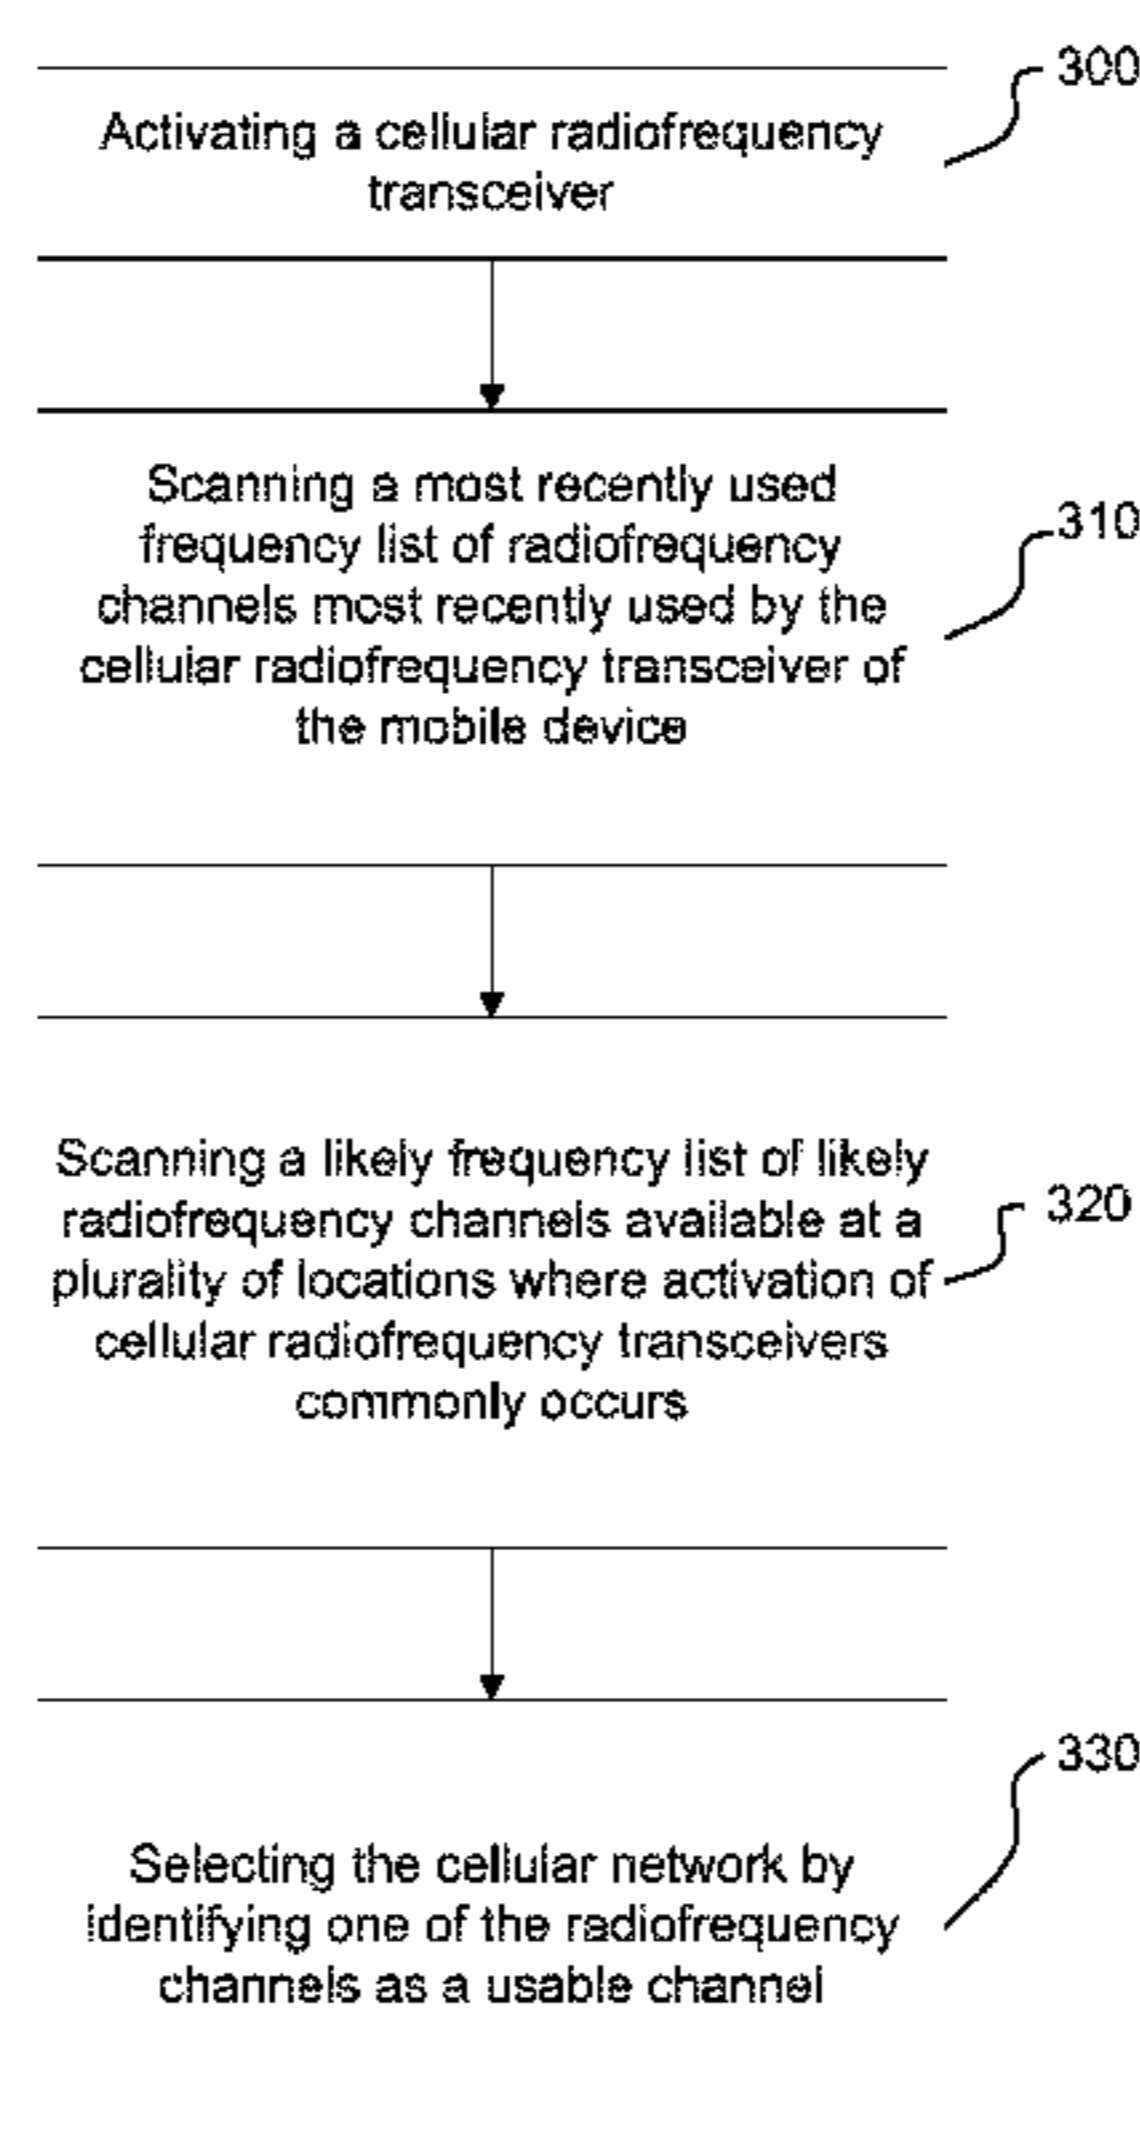 300
Activating a cellular radiofrequency
transceiver
Scanning a most recently used
frequency list of radiofrequency
channels most recently used by the
cellular radiofrequency transceiver of
the mobile device
310
Scanning a likely frequency list of likely
radiofrequency channels available at a
plurality of locations where activation of
cellular radiofrequency transceivers
commonly occurs
320
330
Selecting the cellular network by
identifying one of the radiofrequency
channels as a usable channel